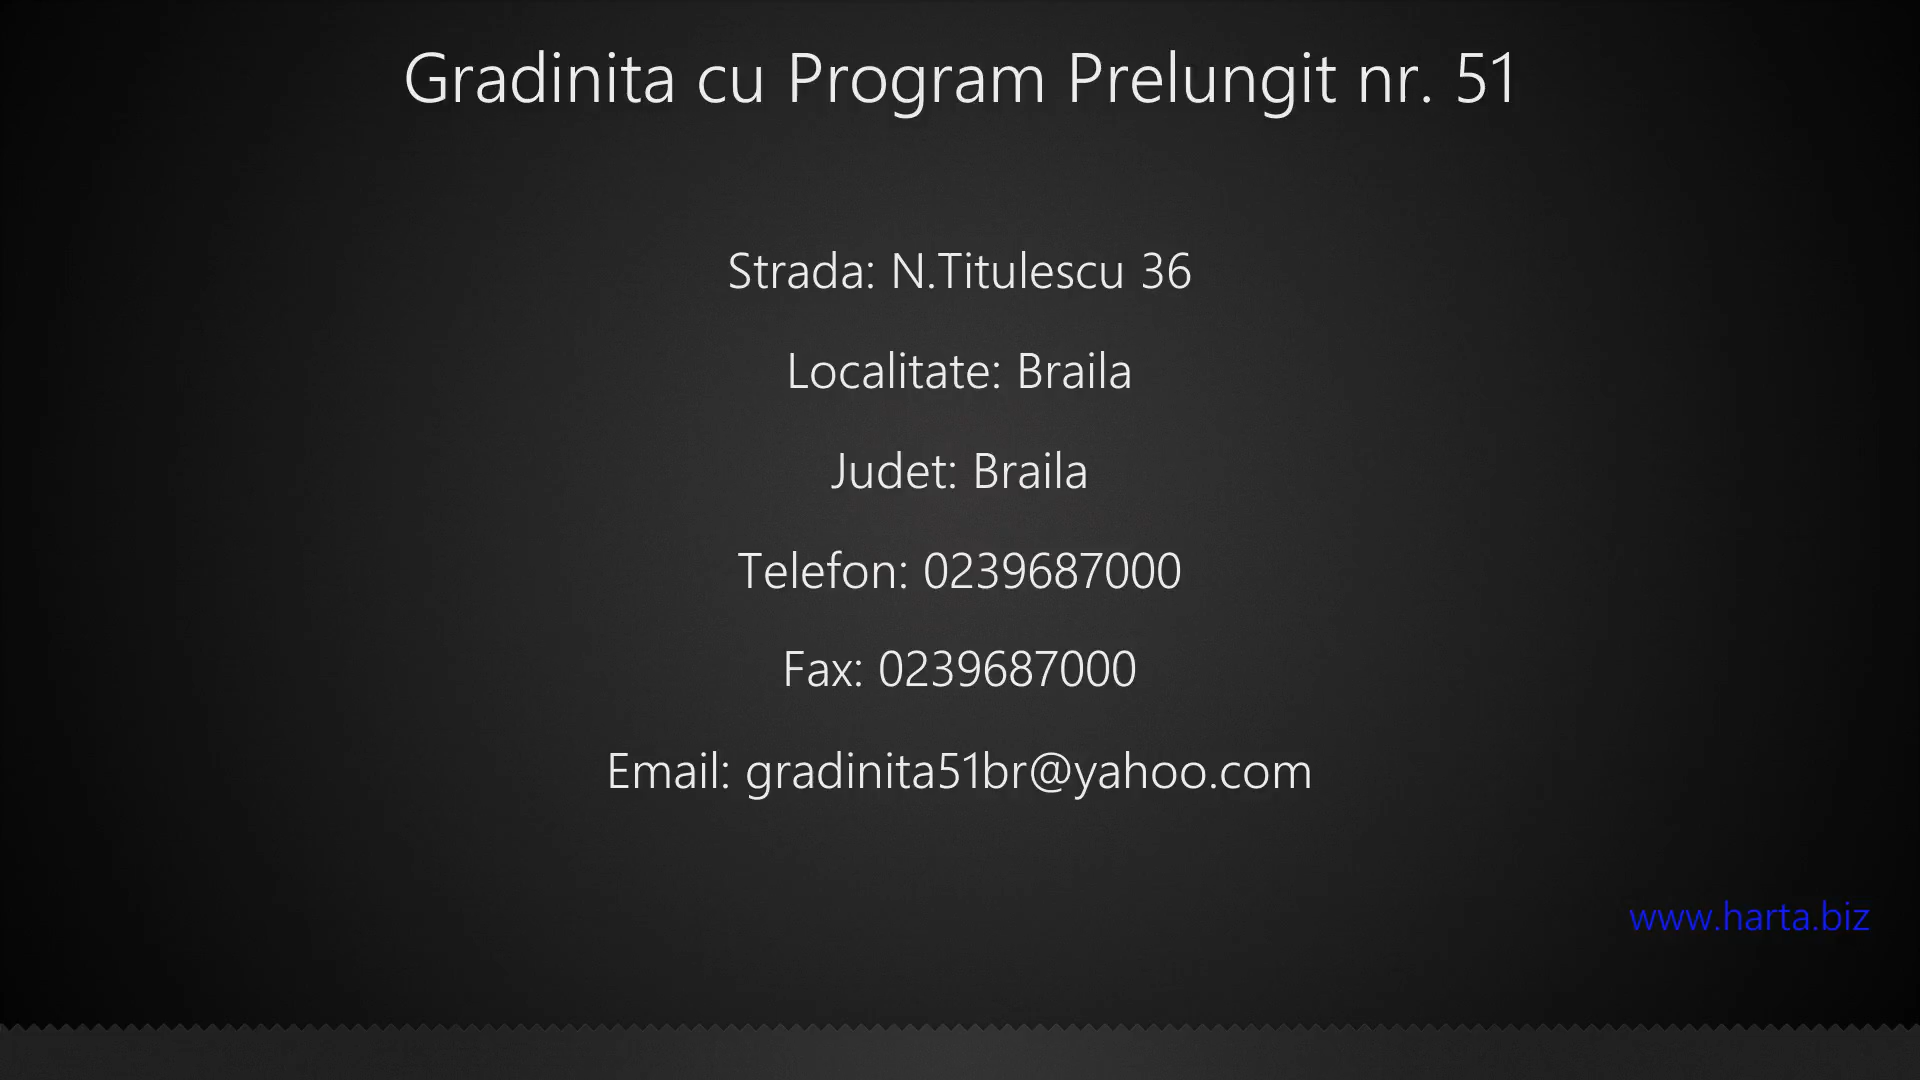 Gradinita cu Program Prelungit nr. 51
Strada: N.Titulescu 36
Localitate: Braila
Judet: Braila
Telefon: 0239687000
Fax: 0239687000
Email: gradinita51br@yahoo.com
www.harta.biz